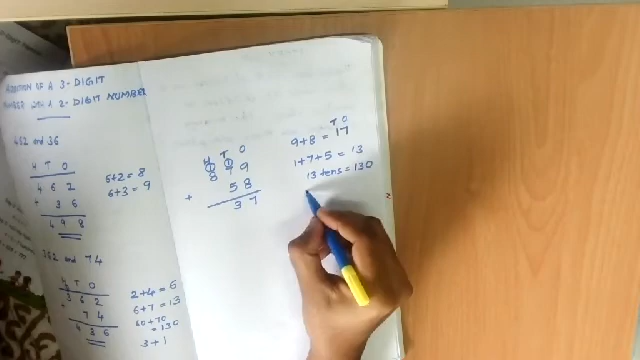 ADDITION OF A 3-DIGIT
NUMBER WITH A 2-DIGIT NUMBER
462 and 36
H T O
4 6 2
+ 3 6
4 9 8
6+2=8
6+3=9
362 and 74
H T O
3 6 2
+ 7 4
4 3 6
2+4=6
6+7=13
60+70
=130
3+1
H T O
1 1
8 7 9
+ 5 8
3 7
T O
9+8=17
1+7+5=13
13 tens=130